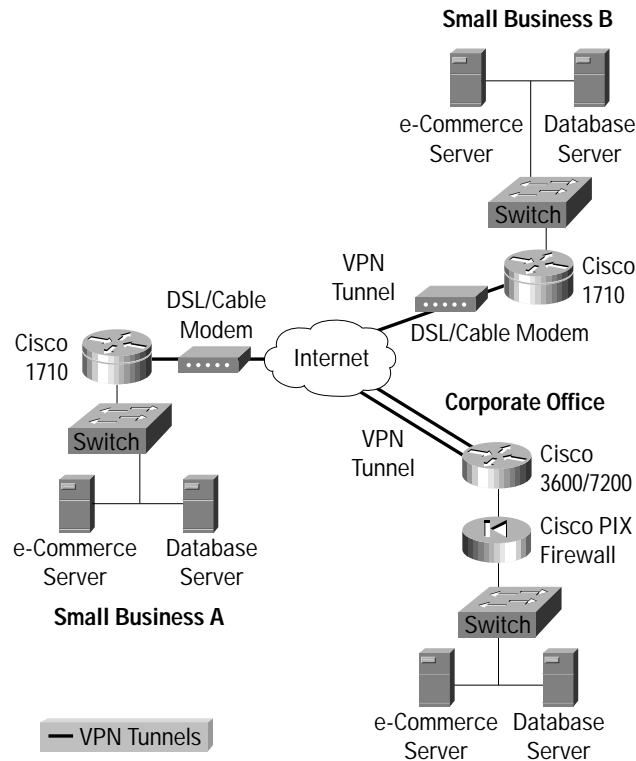 Small Business B
e-Commerce
Server
Database
Server
Switch
VPN
Tunnel
Cisco
1710
DSL/Cable
Modem
DSL/Cable Modem
Cisco
1710
Internet
Corporate Office
Switch
VPN
Tunnel
Cisco
3600/7200
e-Commerce
Server
Database
Server
Cisco PIX
Firewall
Small Business A
Switch
e-Commerce
Server
Database
Server
VPN Tunnels